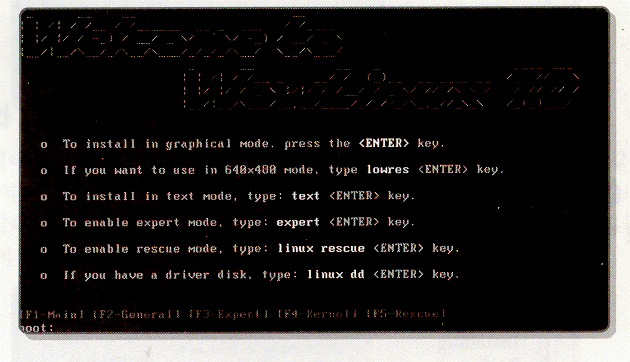 Welcome to
WowLinux 10
o To install in graphical mode, press the <ENTER> key.
o If you want to use in 640x480 mode, type lowres <ENTER> key.
o To install in text mode, type: text <ENTER> key.
o To enable expert mode, type: expert <ENTER> key.
o To enable rescue mode, type: linux rescue <ENTER> key.
o If you have a driver disk, type: linux dd <ENTER> key.
[F1-Main] [F2-General] [F3-Expert] [F4-Kernel] [F5-Rescue]
boot: